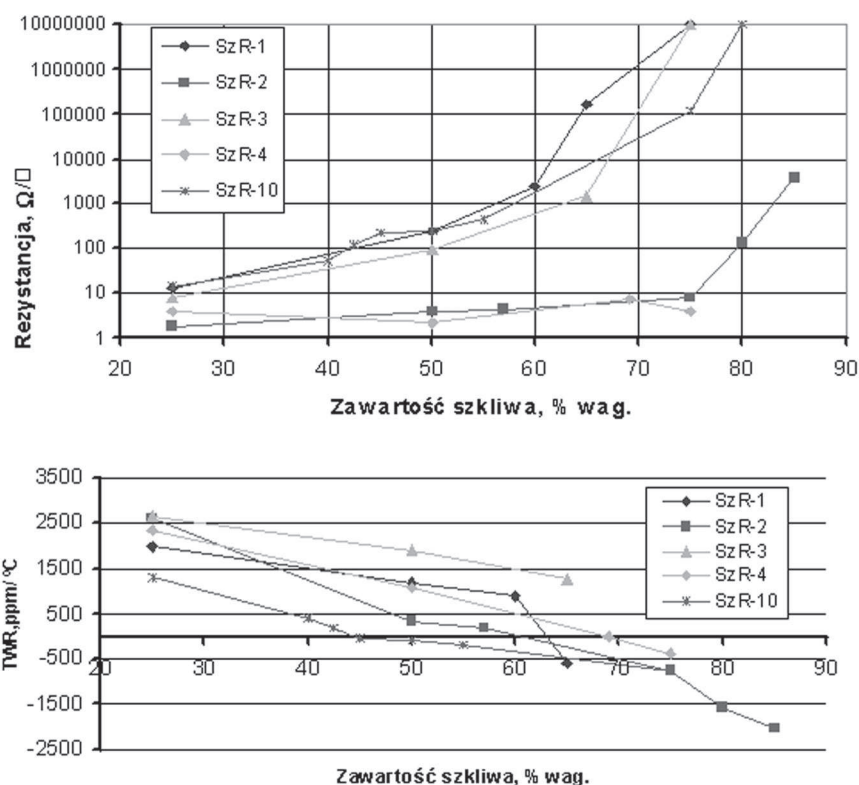 10000000
1000000
100000
10000
1000
100
10
1
Rezystancja, Ω/□
SzR-1
SzR-2
SzR-3
SzR-4
SzR-10
20 30 40 50 60 70 80 90
Zawartość szkliwa, % wag.
3500
2500
1500
500
-500
-1500
-2500
TWR,ppm/°C
SzR-1
SzR-2
SzR-3
SzR-4
SzR-10
20 30 40 50 60 70 80 90
Zawartość szkliwa, % wag.